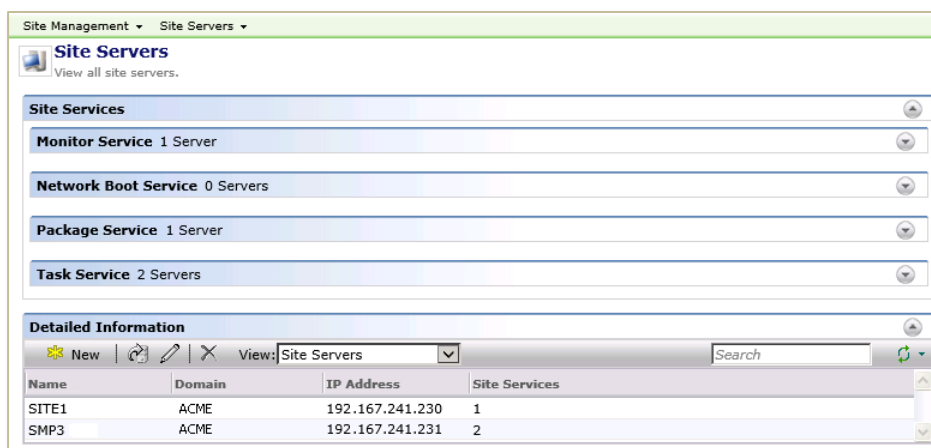 Site Management Site Servers
Site Servers
View all site servers.
Site Services
Monitor Service 1 Server
Network Boot Service 0 Servers
Package Service 1 Server
Task Service 2 Servers
Detailed Information
New View: Site Servers Search
Name Domain IP Address Site Services
SITE1 ACME 192.167.241.230 1
SMP3 ACME 192.167.241.231 2